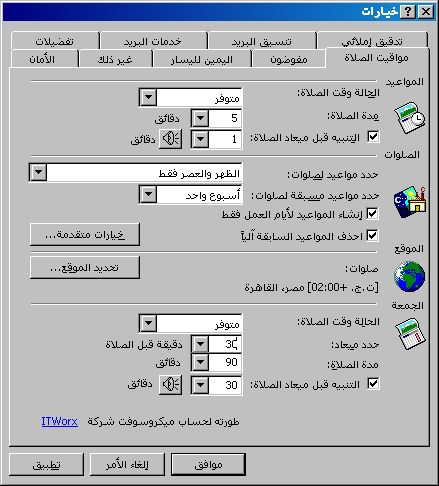 خيارات
تدقيق إملائي تنسيق البريد خدمات البريد تفضيلات
مواقيت الصلاة مفوضون اليمين لليسار غير ذلك الأمان
المواعيد
الحالة وقت الصلاة: متوفر
مدة الصلاة: 5 دقائق
التنبيه قبل ميعاد الصلاة: 1 دقائق
الصلوات
حدد مواعيد لصلوات: الظهر والعصر فقط
حدد مواعيد مسبقة لصلوات: أسبوع واحد
إنشاء المواعيد لأيام العمل فقط
احذف المواعيد السابقة آلياً خيارات متقدمة...
الموقع
صلوات: تحديد الموقع...
[ت.ج. +02:00] مصر، القاهرة
الجمعة
الحالة وقت الصلاة: متوفر
حدد ميعاد: 30 دقيقة قبل الصلاة
مدة الصلاة: 90 دقائق
التنبيه قبل ميعاد الصلاة: 30 دقائق
طورته لحساب ميكروسوفت شركة ITWorx
موافق إلغاء الأمر تطبيق